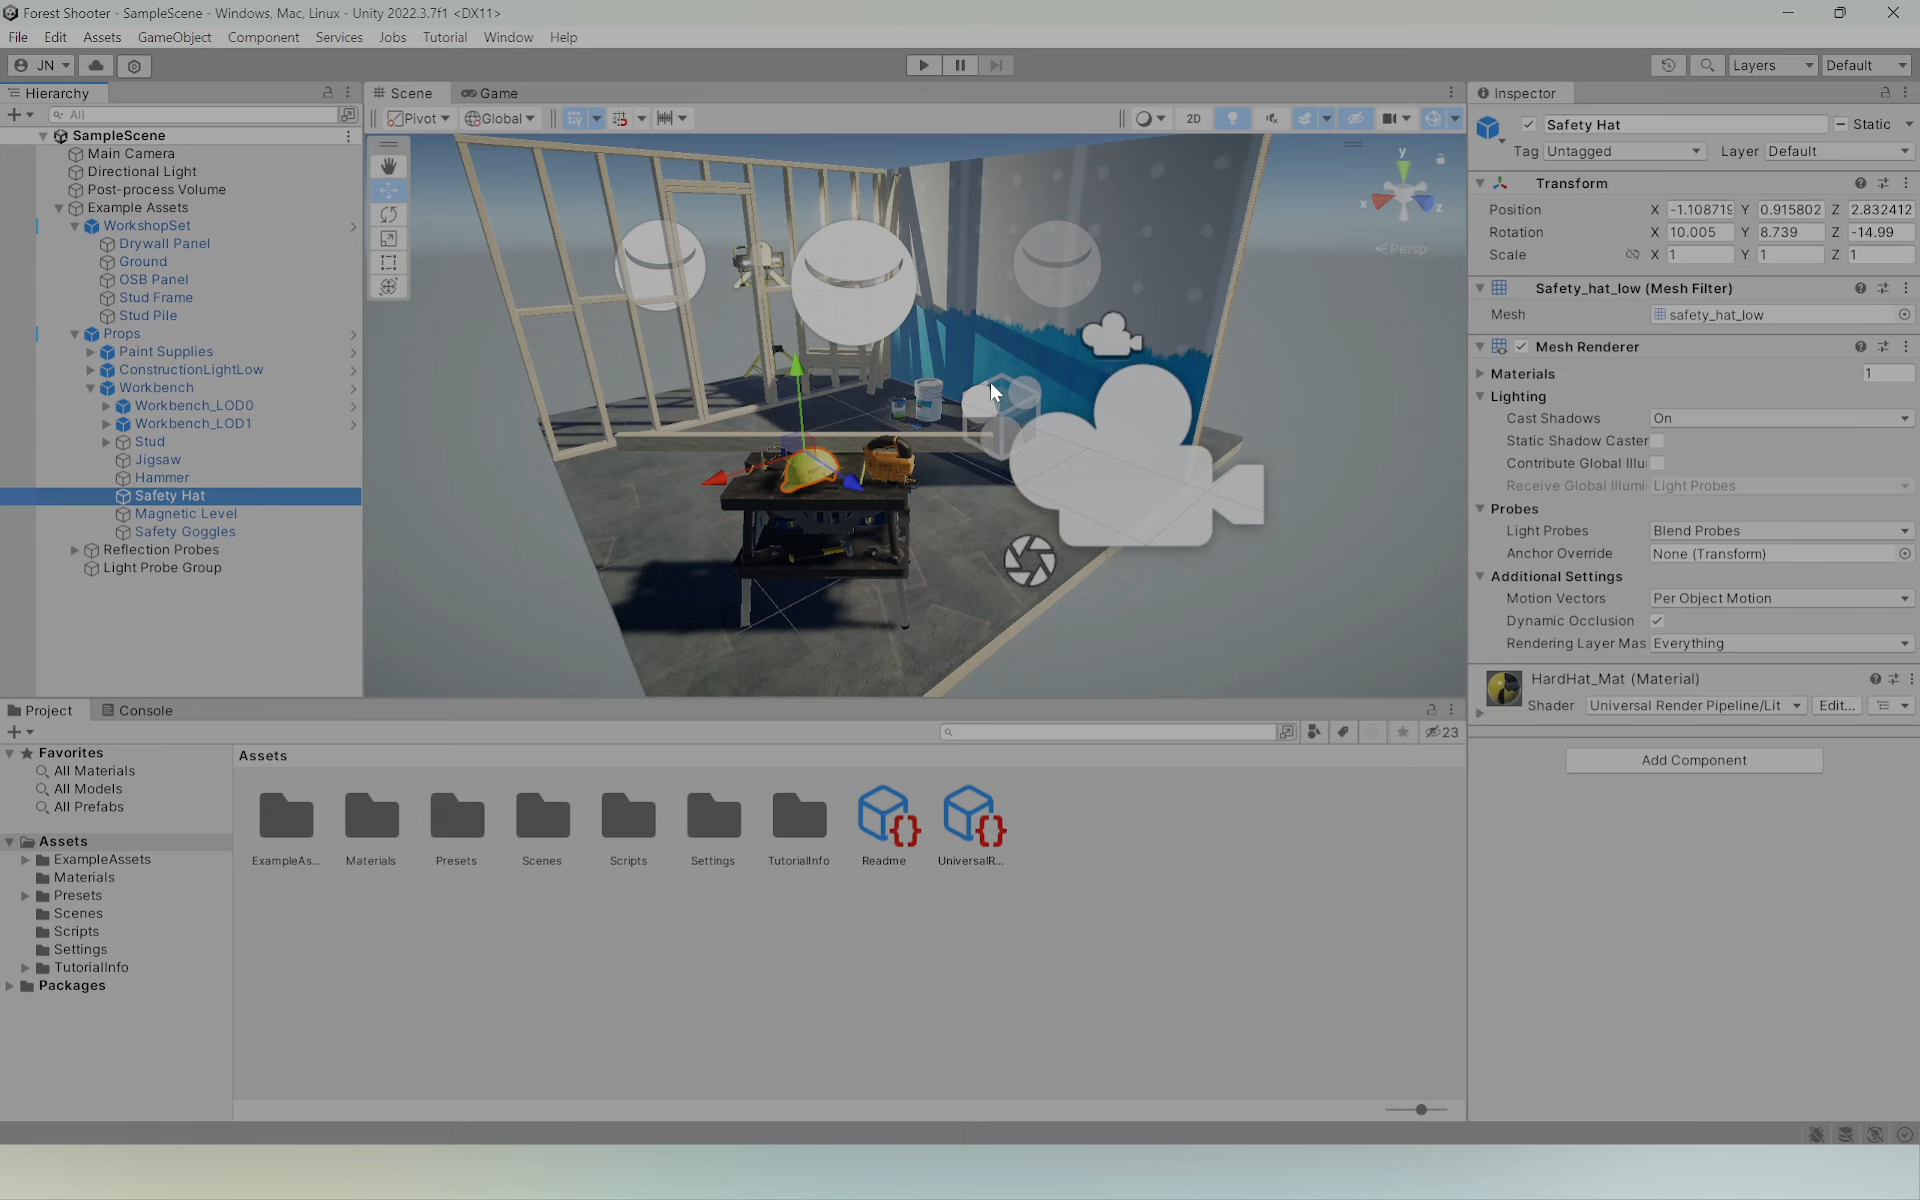 Forest Shooter - SampleScene - Windows, Mac, Linux - Unity 2022.3.7f1 <DX11>
File Edit Assets GameObject Component Services Jobs Tutorial Window Help
JN Layers Default
Hierarchy
All
SampleScene
Main Camera
Directional Light
Post-process Volume
Example Assets
WorkshopSet
Drywall Panel
Ground
OSB Panel
Stud Frame
Stud Pile
Props
Paint Supplies
ConstructionLightLow
Workbench
Workbench_LOD0
Workbench_LOD1
Stud
Jigsaw
Hammer
Safety Hat
Magnetic Level
Safety Goggles
Reflection Probes
Light Probe Group
Scene Game
Pivot Global 2D
y
x z
Persp
Inspector
Safety Hat Static
Tag Untagged Layer Default
Transform
Position X -1.108719 Y 0.915802 Z 2.832412
Rotation X 10.005 Y 8.739 Z -14.99
Scale X 1 Y 1 Z 1
Safety_hat_low (Mesh Filter)
Mesh safety_hat_low
Mesh Renderer
Materials 1
Lighting
Cast Shadows On
Static Shadow Caster
Contribute Global Illu
Receive Global Illumi Light Probes
Probes
Light Probes Blend Probes
Anchor Override None (Transform)
Additional Settings
Motion Vectors Per Object Motion
Dynamic Occlusion
Rendering Layer Mas Everything
HardHat_Mat (Material)
Shader Universal Render Pipeline/Lit Edit...
Add Component
Project Console
23
Favorites
All Materials
All Models
All Prefabs
Assets
ExampleAssets
Materials
Presets
Scenes
Scripts
Settings
TutorialInfo
Packages
Assets
ExampleAs... Materials Presets Scenes Scripts Settings TutorialInfo Readme UniversalR...